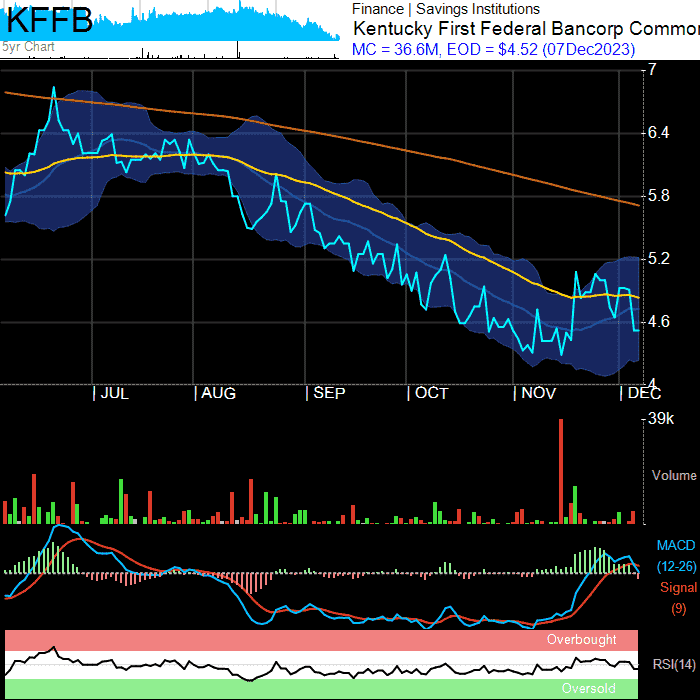 KFFB
5yr Chart
Finance | Savings Institutions
Kentucky First Federal Bancorp Common
MC = 36.6M, EOD = $4.52 (07Dec2023)
7
6.4
5.8
5.2
4.6
4
| JUL | AUG | SEP | OCT | NOV | DEC
39k
Volume
MACD
(12-26)
Signal
(9)
Overbought
RSI(14)
Oversold